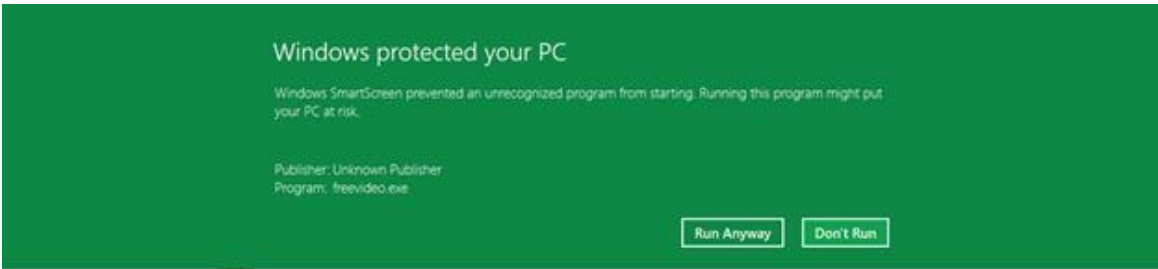 Windows protected your PC
Windows SmartScreen prevented an unrecognized program from starting. Running this program might put
your PC at risk.
Publisher: Unknown Publisher
Program: freevideo.exe
Run Anyway
Don't Run